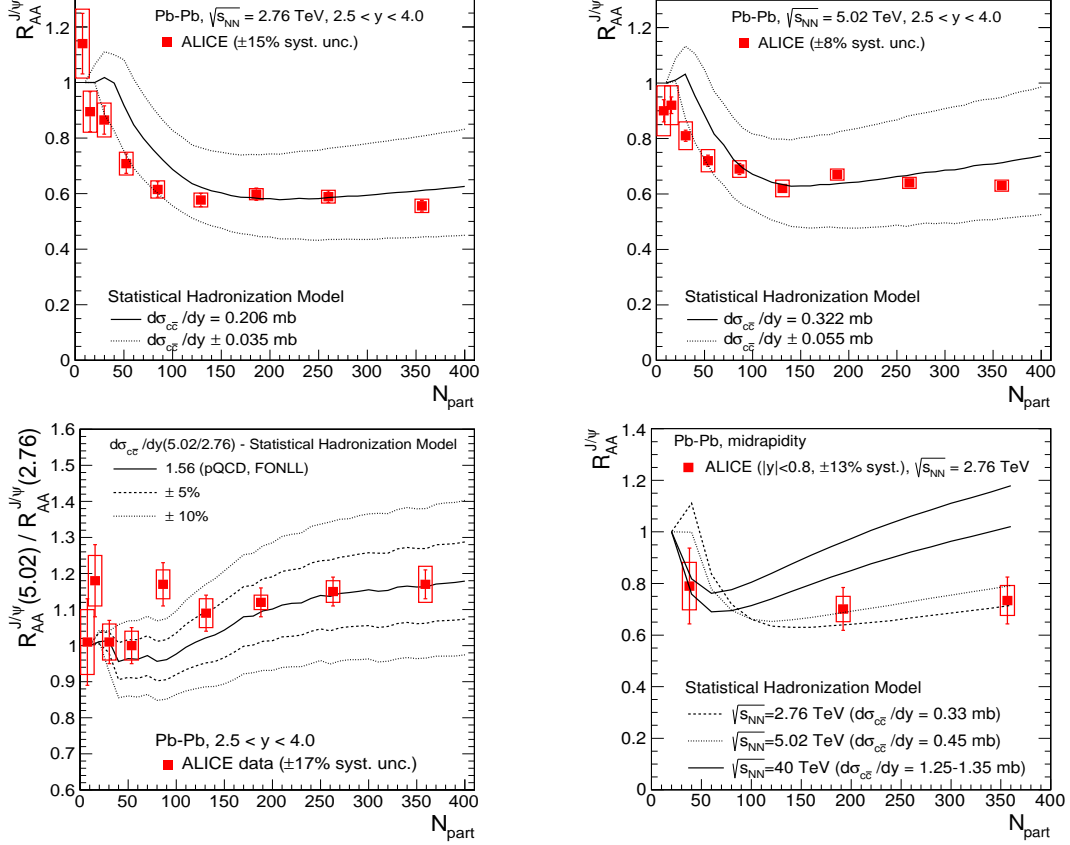 Pb-Pb, √s_NN = 2.76 TeV, 2.5 < y < 4.0
ALICE (±15% syst. unc.)
R_AA^J/ψ
1
0.8
0.6
0.4
0.2
0
Statistical Hadronization Model
dσ_cc̅ /dy = 0.206 mb
dσ_cc̅ /dy ± 0.035 mb
0 50 100 150 200 250 300 350 400
N_part
Pb-Pb, √s_NN = 5.02 TeV, 2.5 < y < 4.0
ALICE (±8% syst. unc.)
R_AA^J/ψ
1.2
1
0.8
0.6
0.4
0.2
0
Statistical Hadronization Model
dσ_cc̅ /dy = 0.322 mb
dσ_cc̅ /dy ± 0.055 mb
0 50 100 150 200 250 300 350 400
N_part
R_AA^J/ψ(5.02) / R_AA^J/ψ(2.76)
1.6
1.5
1.4
1.3
1.2
1.1
1
0.9
0.8
0.7
0.6
dσ_cc̅ /dy(5.02/2.76) - Statistical Hadronization Model
1.56 (pQCD, FONLL)
± 5%
± 10%
Pb-Pb, 2.5 < y < 4.0
ALICE data (±17% syst. unc.)
0 50 100 150 200 250 300 350 400
N_part
R_AA^J/ψ
1.4
1.2
1
0.8
0.6
0.4
0.2
0
Pb-Pb, midrapidity
ALICE (|y|<0.8, ±13% syst.), √s_NN = 2.76 TeV
Statistical Hadronization Model
√s_NN=2.76 TeV (dσ_cc̅ /dy = 0.33 mb)
√s_NN=5.02 TeV (dσ_cc̅ /dy = 0.45 mb)
√s_NN=40 TeV (dσ_cc̅ /dy = 1.25-1.35 mb)
0 50 100 150 200 250 300 350 400
N_part